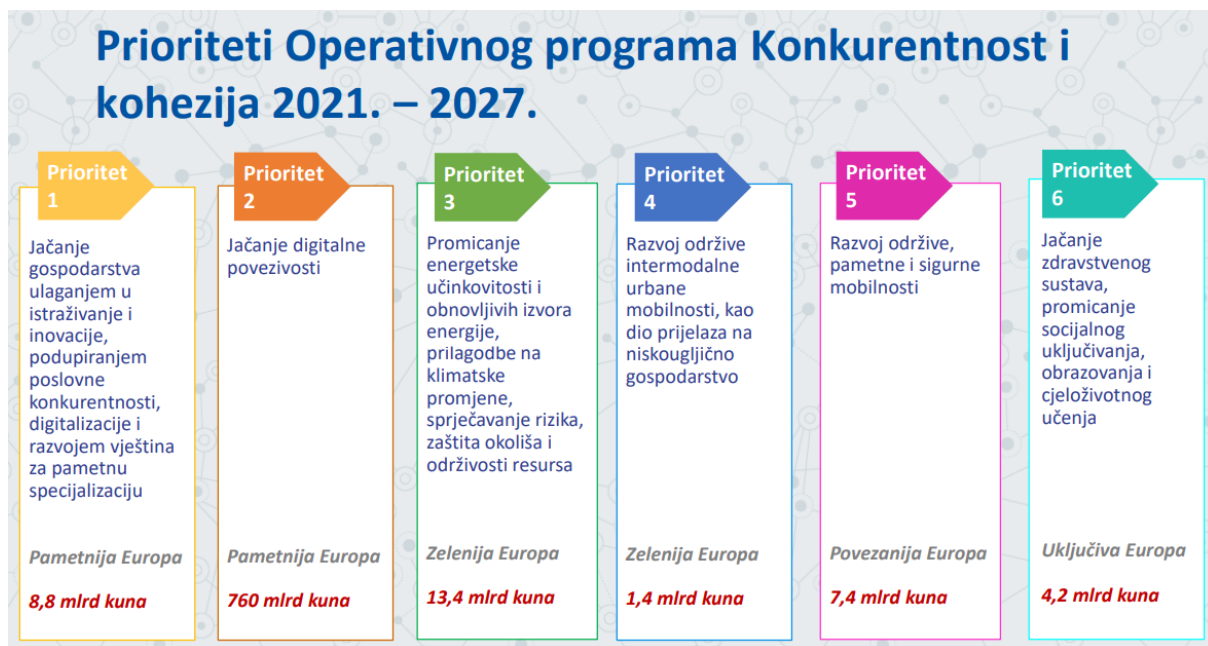 Prioriteti Operativnog programa Konkurentnost i
kohezija 2021. – 2027.
Prioritet
1
Jačanje
gospodarstva
ulaganjem u
istraživanje i
inovacije,
podupiranjem
poslovne
konkurentnosti,
digitalizacije i
razvojem vještina
za pametnu
specijalizaciju
Pametnija Europa
8,8 mlrd kuna
Prioritet
2
Jačanje digitalne
povezivosti
Pametnija Europa
760 mlrd kuna
Prioritet
3
Promicanje
energetske
učinkovitosti i
obnovljivih izvora
energije,
prilagodbe na
klimatske
promjene,
sprječavanje rizika,
zaštita okoliša i
održivosti resursa
Zelenija Europa
13,4 mlrd kuna
Prioritet
4
Razvoj održive
intermodalne
urbane
mobilnosti, kao
dio prijelaza na
niskougljično
gospodarstvo
Zelenija Europa
1,4 mlrd kuna
Prioritet
5
Razvoj održive,
pametne i sigurne
mobilnosti
Povezanija Europa
7,4 mlrd kuna
Prioritet
6
Jačanje
zdravstvenog
sustava,
promicanje
socijalnog
uključivanja,
obrazovanja i
cjeloživotnog
učenja
Uključiva Europa
4,2 mlrd kuna